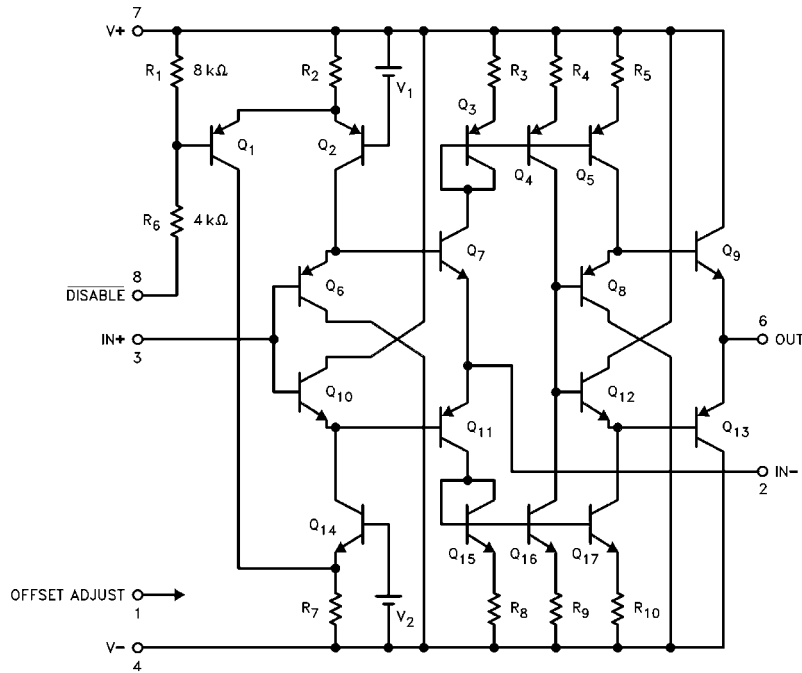 7
V+
R1 8 kΩ
R2
V1
R3
R4
R5
Q3
Q1
Q2
Q4
Q5
R6 4 kΩ
8
DISABLE
Q6
Q7
Q8
Q9
IN+
3
6
OUT
Q10
Q11
Q12
Q13
IN-
2
Q14
Q15
Q16
Q17
OFFSET ADJUST
1
R7
V2
R8
R9
R10
V-
4